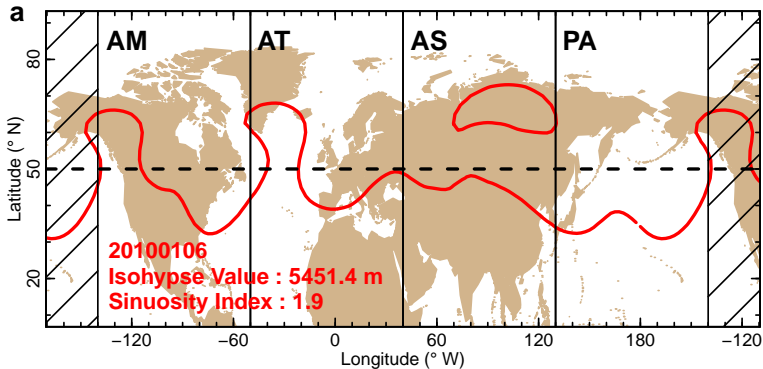 a
AM AT AS PA
80
50
20
Latitude (° N)
20100106
Isohypse Value : 5451.4 m
Sinuosity Index : 1.9
−120 −60 0 60 120 180 −120
Longitude (° W)